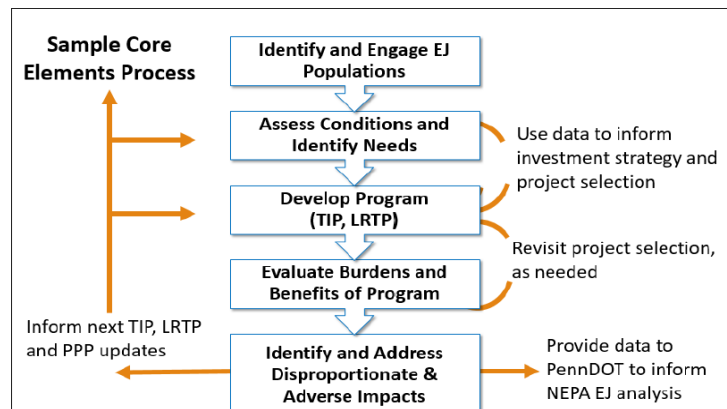 Sample Core
Elements Process
Identify and Engage EJ
Populations
Assess Conditions and
Identify Needs
Use data to inform
investment strategy and
project selection
Develop Program
(TIP, LRTP)
Revisit project selection,
as needed
Evaluate Burdens and
Benefits of Program
Inform next TIP, LRTP
and PPP updates
Identify and Address
Disproportionate &
Adverse Impacts
Provide data to
PennDOT to inform
NEPA EJ analysis